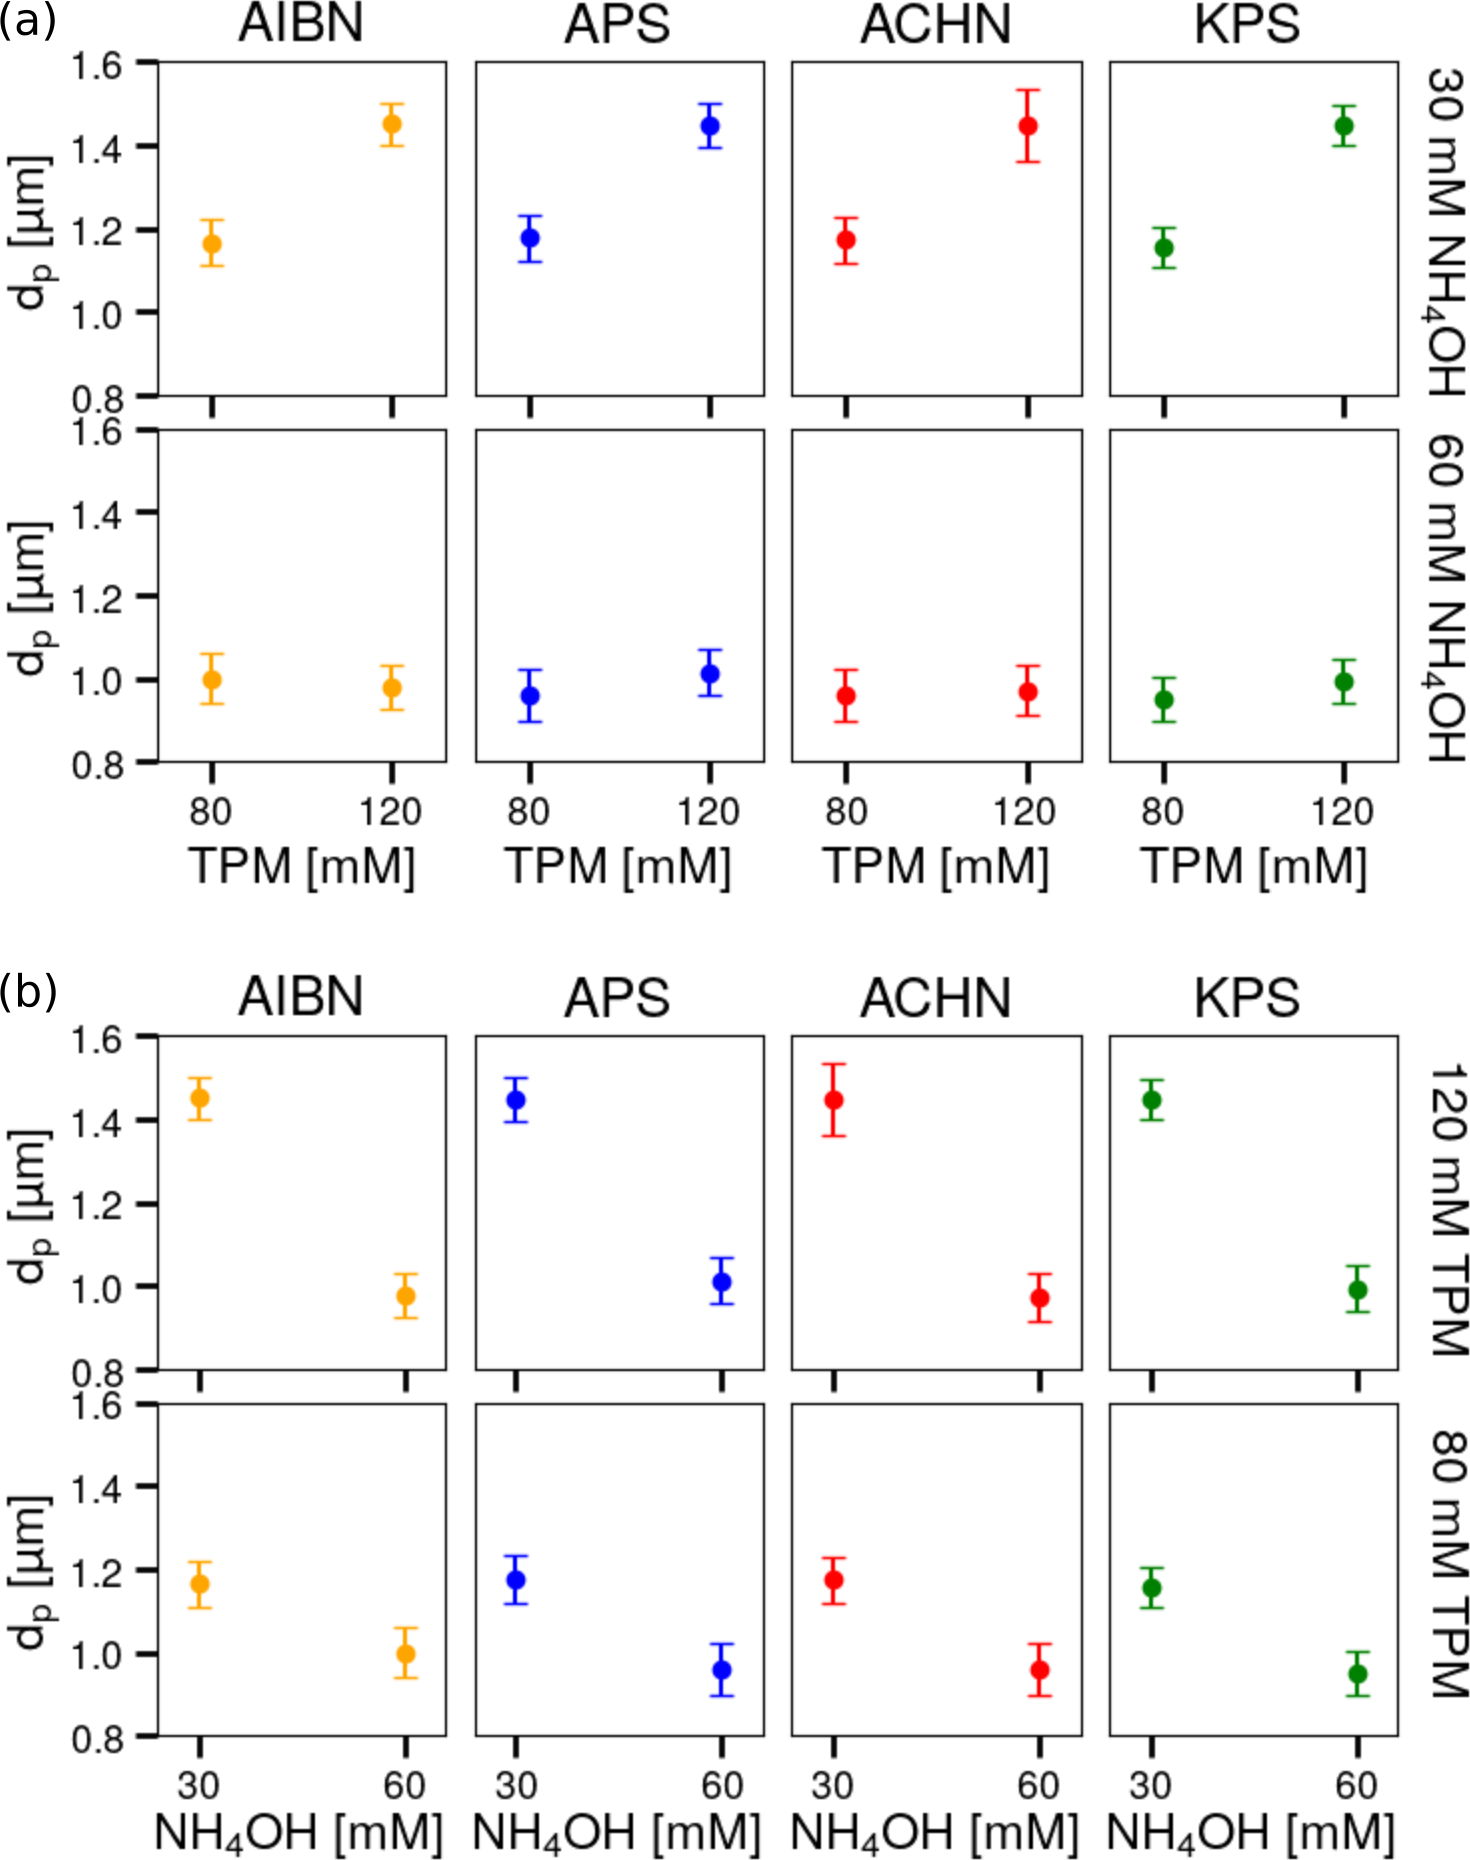 (a)
AIBN APS ACHN KPS
1.6
1.4
1.2
1.0
0.8
dp [µm]
30 mM NH4OH
1.6
1.4
1.2
1.0
0.8
dp [µm]
60 mM NH4OH
80 120 80 120 80 120 80 120
TPM [mM] TPM [mM] TPM [mM] TPM [mM]
(b)
AIBN APS ACHN KPS
1.6
1.4
1.2
1.0
0.8
dp [µm]
120 mM TPM
1.6
1.4
1.2
1.0
0.8
dp [µm]
80 mM TPM
30 60 30 60 30 60 30 60
NH4OH [mM] NH4OH [mM] NH4OH [mM] NH4OH [mM]